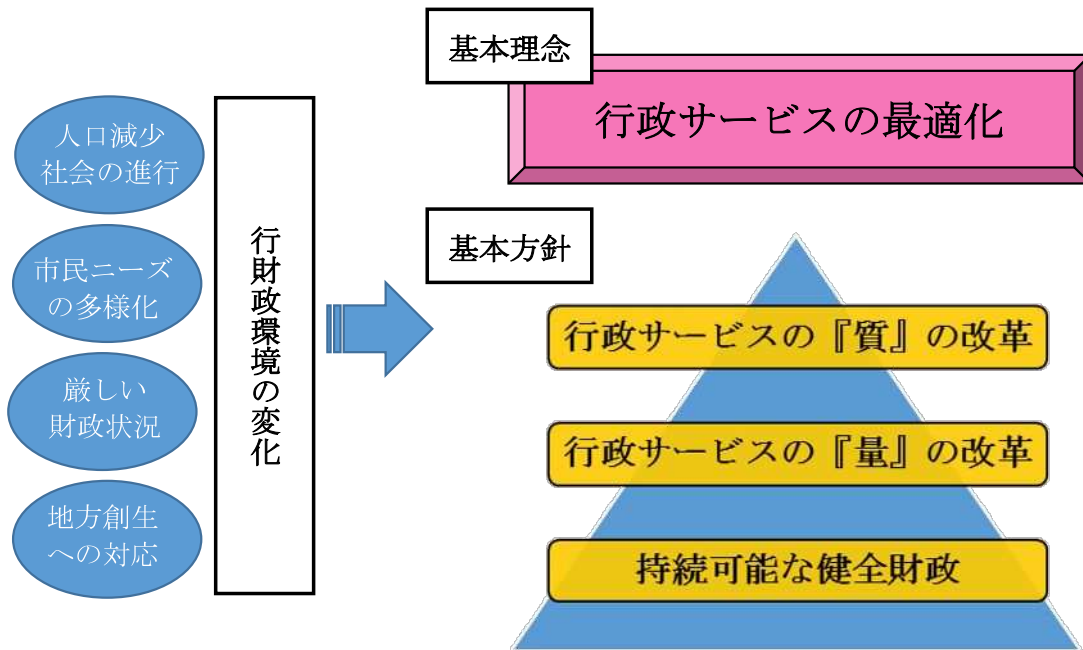 人口減少
社会の進行
市民ニーズ
の多様化
厳しい
財政状況
地方創生
への対応
行財政環境の変化
基本理念
行政サービスの最適化
基本方針
行政サービスの『質』の改革
行政サービスの『量』の改革
持続可能な健全財政